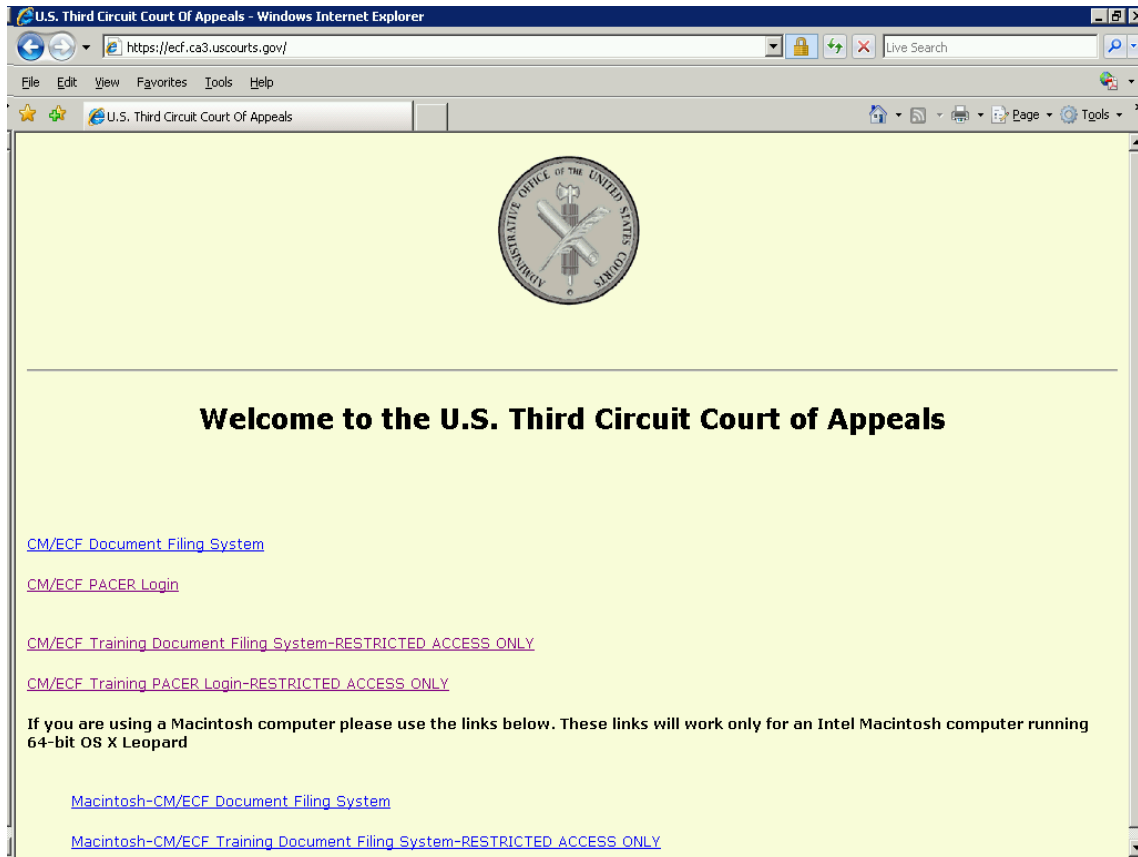 U.S. Third Circuit Court Of Appeals - Windows Internet Explorer
https://ecf.ca3.uscourts.gov/
Live Search
File Edit View Favorites Tools Help
U.S. Third Circuit Court Of Appeals
Page Tools
ADMINISTRATIVE OFFICE OF THE UNITED STATES COURTS
Welcome to the U.S. Third Circuit Court of Appeals
CM/ECF Document Filing System
CM/ECF PACER Login
CM/ECF Training Document Filing System-RESTRICTED ACCESS ONLY
CM/ECF Training PACER Login-RESTRICTED ACCESS ONLY
If you are using a Macintosh computer please use the links below. These links will work only for an Intel Macintosh computer running
64-bit OS X Leopard
Macintosh-CM/ECF Document Filing System
Macintosh-CM/ECF Training Document Filing System-RESTRICTED ACCESS ONLY